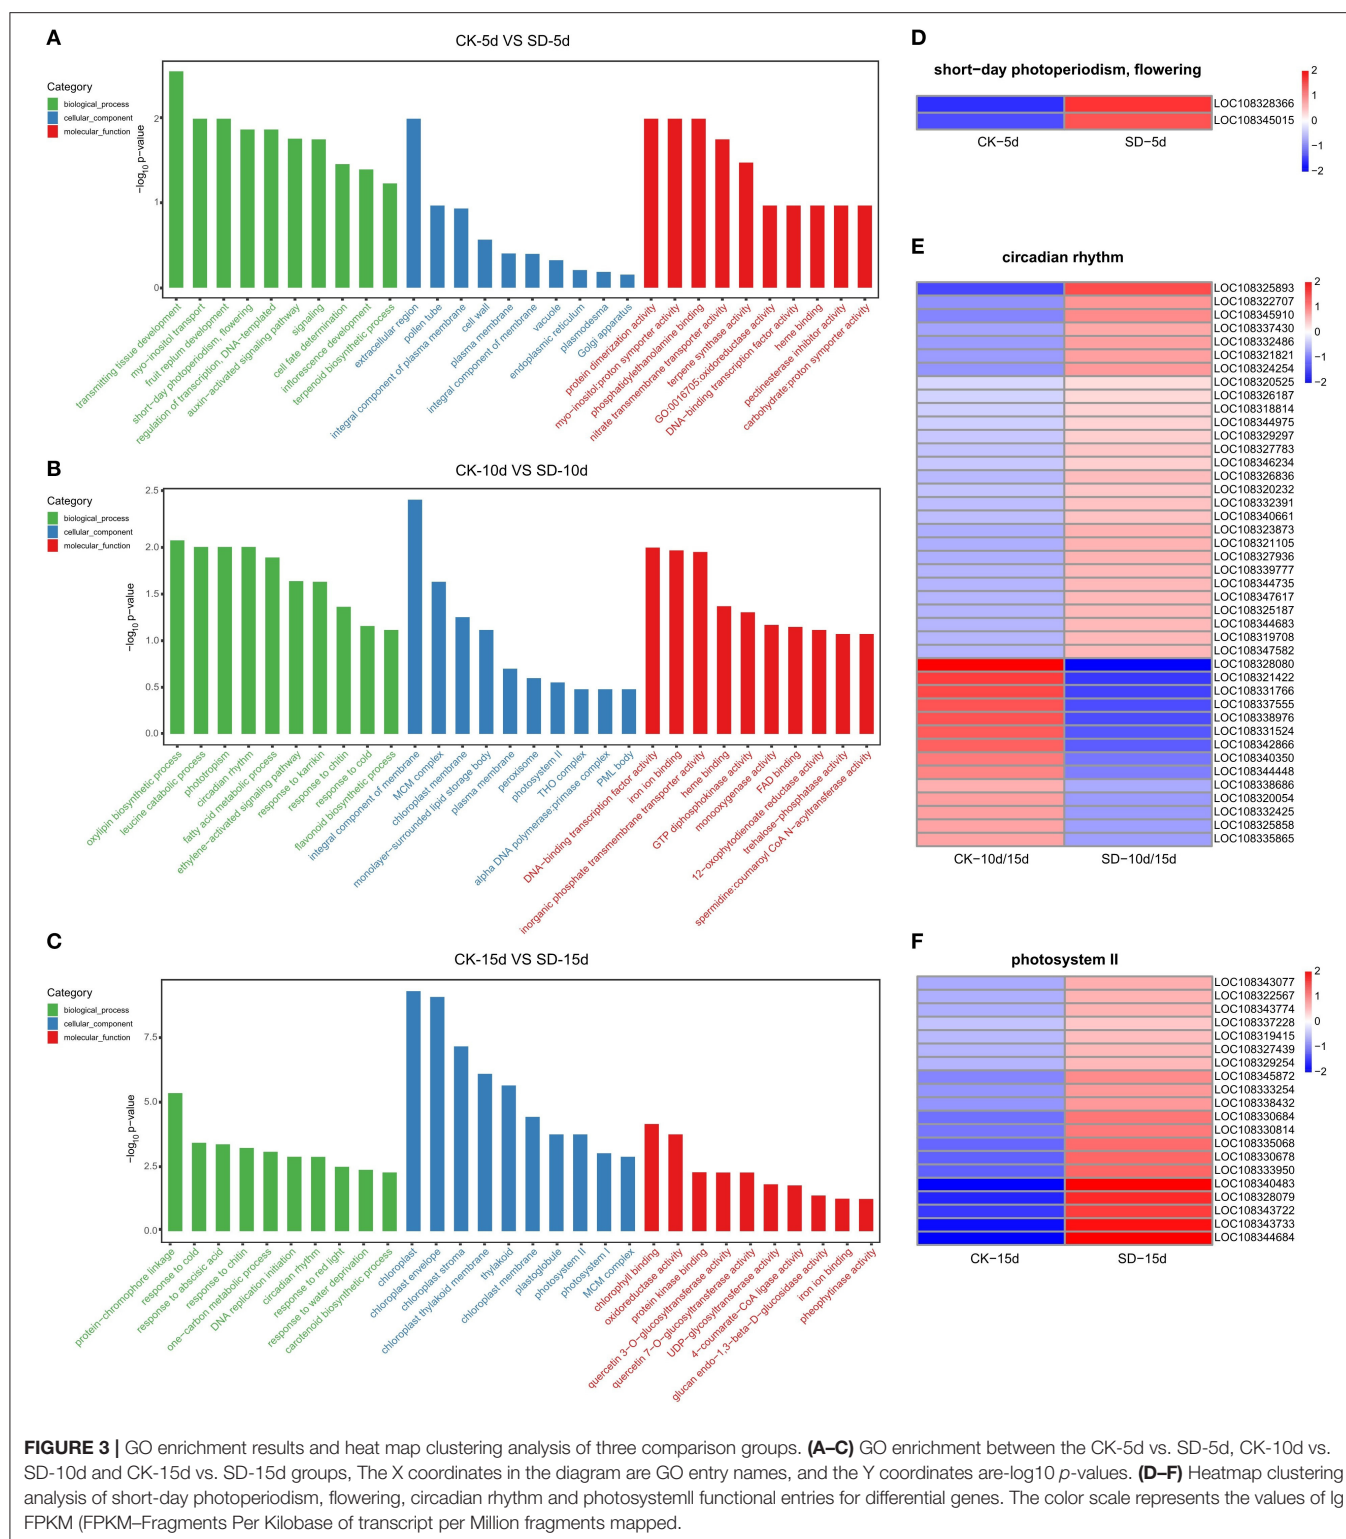 A
CK-5d VS SD-5d
Category
biological_process
cellular_component
molecular_function
−log10 p−value
2
1
0
transmitting tissue development
myo−inositol transport
fruit replum development
short−day photoperiodism, flowering
regulation of transcription, DNA−templated
auxin−activated signaling pathway
signaling
cell fate determination
inflorescence development
terpenoid biosynthetic process
extracellular region
pollen tube
integral component of plasma membrane
cell wall
plasma membrane
integral component of membrane
vacuole
endoplasmic reticulum
plasmodesma
Golgi apparatus
protein dimerization activity
myo−inositol:proton symporter activity
phosphatidylethanolamine binding
nitrate transmembrane transporter activity
terpene synthase activity
GO:0016705:oxidoreductase activity
DNA−binding transcription factor activity
heme binding
pectinesterase inhibitor activity
carbohydrate:proton symporter activity
B
CK-10d VS SD-10d
Category
biological_process
cellular_component
molecular_function
−log10 p−value
2.5
2.0
1.5
1.0
0.5
0.0
oxylipin biosynthetic process
leucine catabolic process
phototropism
circadian rhythm
fatty acid metabolic process
ethylene−activated signaling pathway
response to karrikin
response to chitin
response to cold
flavonoid biosynthetic process
integral component of membrane
MCM complex
chloroplast membrane
monolayer−surrounded lipid storage body
plasma membrane
peroxisome
photosystem II
THO complex
alpha DNA polymerase:primase complex
PML body
DNA−binding transcription factor activity
iron ion binding
inorganic phosphate transmembrane transporter activity
heme binding
GTP diphosphokinase activity
monooxygenase activity
FAD binding
12−oxophytodienoate reductase activity
trehalose−phosphatase activity
spermidine:coumaroyl CoA N−acyltransferase activity
C
CK-15d VS SD-15d
Category
biological_process
cellular_component
molecular_function
−log10 p−value
7.5
5.0
2.5
0.0
protein−chromophore linkage
response to cold
response to abscisic acid
response to chitin
one−carbon metabolic process
DNA replication initiation
circadian rhythm
response to red light
response to water deprivation
carotenoid biosynthetic process
chloroplast
chloroplast envelope
chloroplast stroma
chloroplast thylakoid membrane
thylakoid
chloroplast membrane
plastoglobule
photosystem II
photosystem I
MCM complex
chlorophyll binding
oxidoreductase activity
protein kinase binding
quercetin 3−O−glucosyltransferase activity
quercetin 7−O−glucosyltransferase activity
UDP−glycosyltransferase activity
4−coumarate−CoA ligase activity
glucan endo−1,3−beta−D−glucosidase activity
iron ion binding
pheophytinase activity
D
short−day photoperiodism, flowering
LOC108328366
LOC108345015
CK−5d SD−5d
2
1
0
−1
−2
E
circadian rhythm
LOC108325893
LOC108322707
LOC108345910
LOC108337430
LOC108332486
LOC108321821
LOC108324254
LOC108320525
LOC108326187
LOC108318814
LOC108344975
LOC108329297
LOC108327783
LOC108346234
LOC108326836
LOC108320232
LOC108332391
LOC108340661
LOC108323873
LOC108321105
LOC108327936
LOC108339777
LOC108344735
LOC108347617
LOC108325187
LOC108344683
LOC108319708
LOC108347582
LOC108328080
LOC108321422
LOC108331766
LOC108337555
LOC108338976
LOC108331524
LOC108342866
LOC108340350
LOC108344448
LOC108338686
LOC108320054
LOC108332425
LOC108325858
LOC108335865
CK−10d/15d SD−10d/15d
2
1
0
−1
−2
F
photosystem II
LOC108343077
LOC108322567
LOC108343774
LOC108337228
LOC108319415
LOC108327439
LOC108329254
LOC108345872
LOC108333254
LOC108338432
LOC108330684
LOC108330814
LOC108335068
LOC108330678
LOC108333950
LOC108340483
LOC108328079
LOC108343722
LOC108343733
LOC108344684
CK−15d SD−15d
2
1
0
−1
−2
FIGURE 3 | GO enrichment results and heat map clustering analysis of three comparison groups. (A–C) GO enrichment between the CK-5d vs. SD-5d, CK-10d vs.
SD-10d and CK-15d vs. SD-15d groups, The X coordinates in the diagram are GO entry names, and the Y coordinates are-log10 p-values. (D–F) Heatmap clustering
analysis of short-day photoperiodism, flowering, circadian rhythm and photosystemll functional entries for differential genes. The color scale represents the values of lg
FPKM (FPKM–Fragments Per Kilobase of transcript per Million fragments mapped.